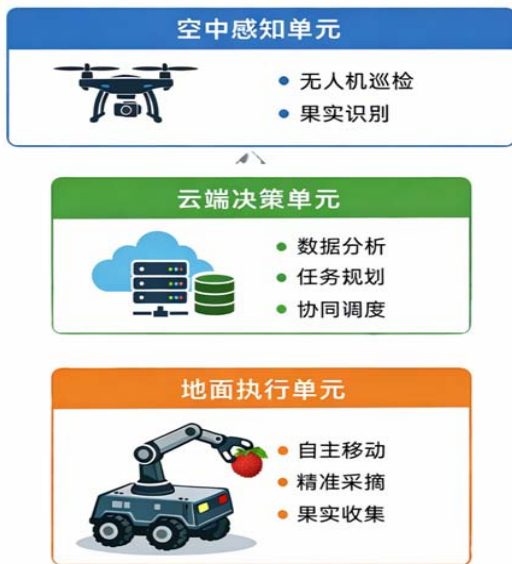 空中感知单元
无人机巡检
果实识别
云端决策单元
数据分析
任务规划
协同调度
地面执行单元
自主移动
精准采摘
果实收集